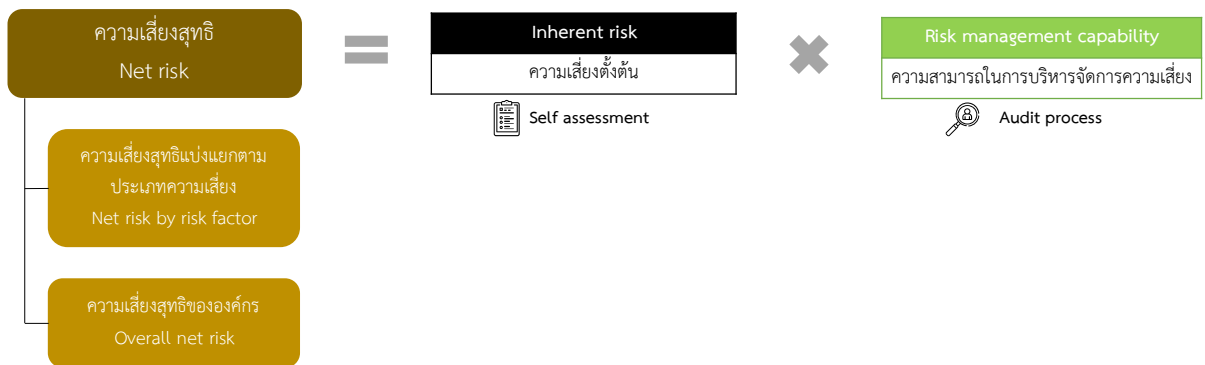 ความเสี่ยงสุทธิ
Net risk
Inherent risk
ความเสี่ยงตั้งต้น
Self assessment
Risk management capability
ความสามารถในการบริหารจัดการความเสี่ยง
Audit process
ความเสี่ยงสุทธิแบ่งแยกตาม
ประเภทความเสี่ยง
Net risk by risk factor
ความเสี่ยงสุทธิขององค์กร
Overall net risk